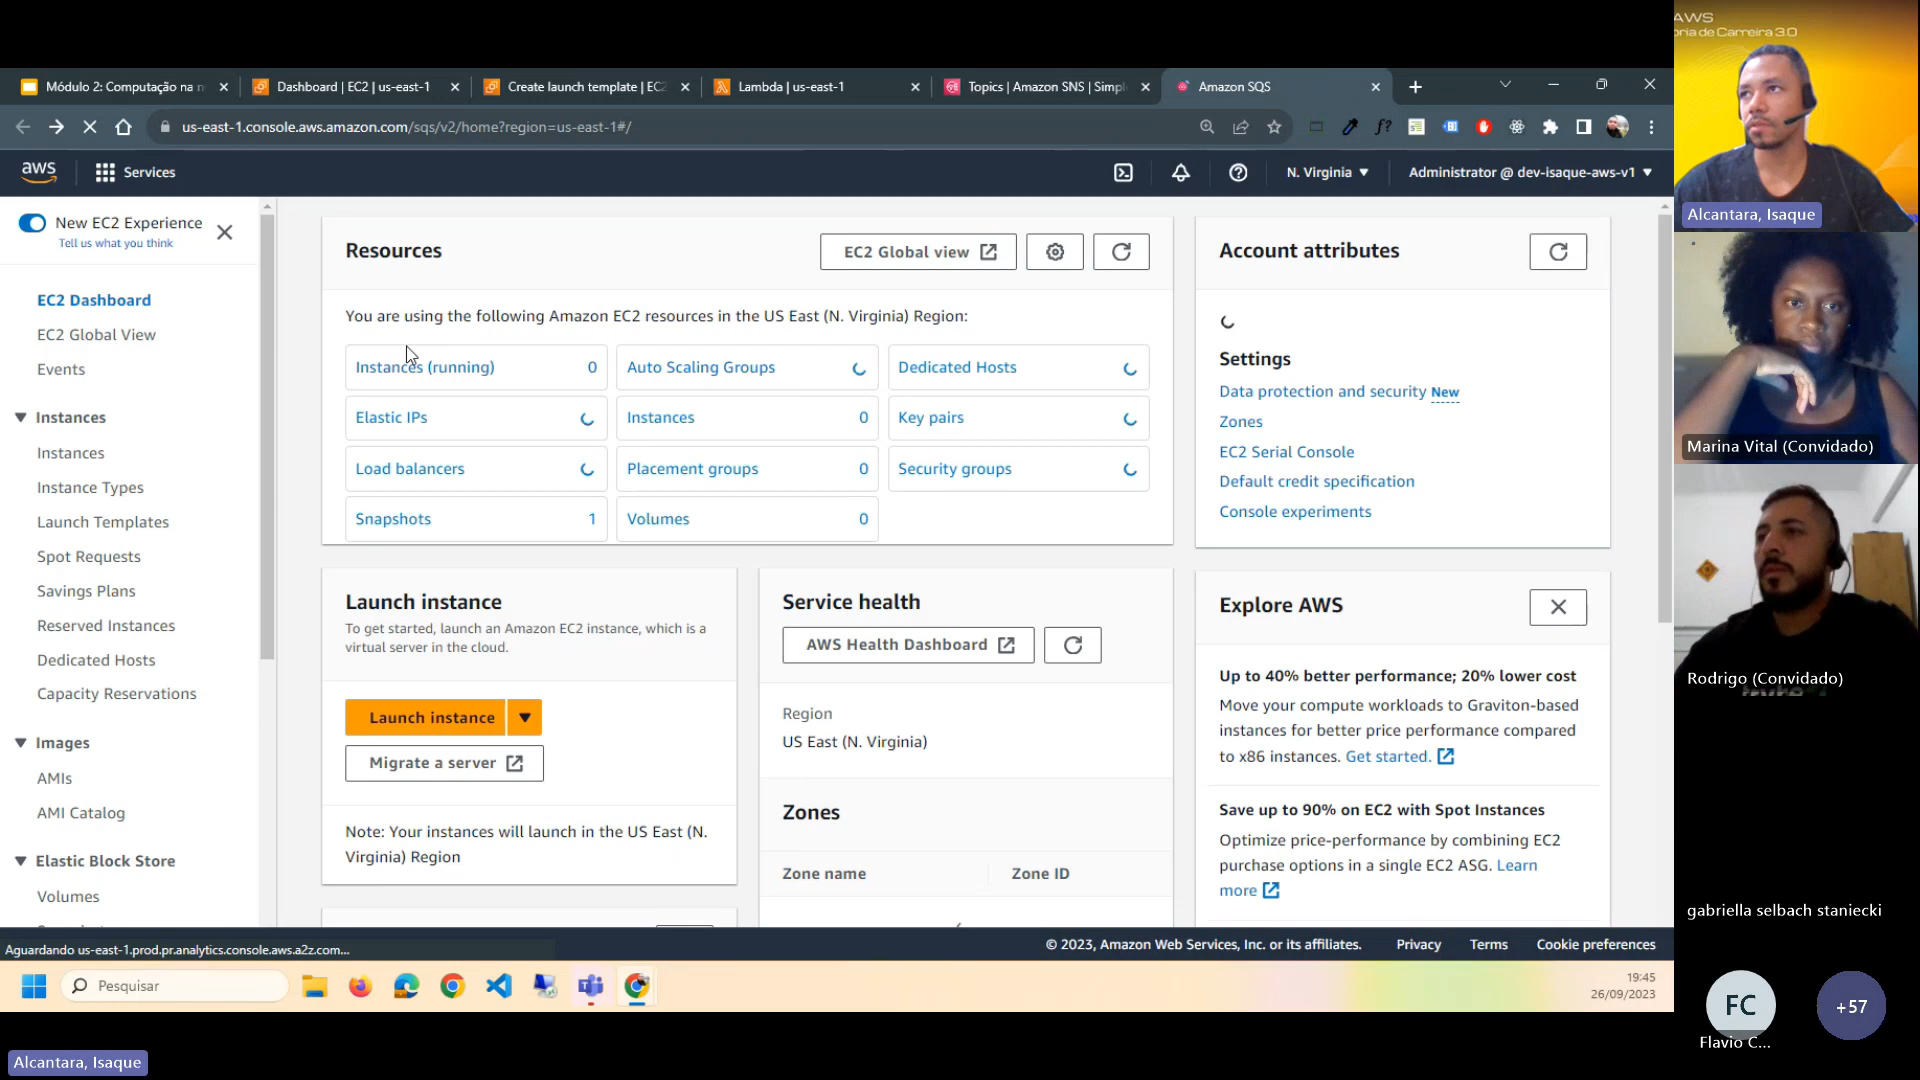 Módulo 2: Computação na n
Dashboard | EC2 | us-east-1
Create launch template | EC2
Lambda | us-east-1
Topics | Amazon SNS | Simpl
Amazon SQS
us-east-1.console.aws.amazon.com/sqs/v2/home?region=us-east-1#/
aws
Services
N. Virginia
Administrator @ dev-isaque-aws-v1
New EC2 Experience
Tell us what you think
EC2 Dashboard
EC2 Global View
Events
Instances
Instances
Instance Types
Launch Templates
Spot Requests
Savings Plans
Reserved Instances
Dedicated Hosts
Capacity Reservations
Images
AMIs
AMI Catalog
Elastic Block Store
Volumes
Resources
EC2 Global view
You are using the following Amazon EC2 resources in the US East (N. Virginia) Region:
Instances (running) 0
Auto Scaling Groups
Dedicated Hosts
Elastic IPs
Instances 0
Key pairs
Load balancers
Placement groups 0
Security groups
Snapshots 1
Volumes 0
Launch instance
To get started, launch an Amazon EC2 instance, which is a
virtual server in the cloud.
Launch instance
Migrate a server
Note: Your instances will launch in the US East (N.
Virginia) Region
Service health
AWS Health Dashboard
Region
US East (N. Virginia)
Zones
Zone name
Zone ID
Account attributes
Settings
Data protection and security New
Zones
EC2 Serial Console
Default credit specification
Console experiments
Explore AWS
Up to 40% better performance; 20% lower cost
Move your compute workloads to Graviton-based
instances for better price performance compared
to x86 instances. Get started.
Save up to 90% on EC2 with Spot Instances
Optimize price-performance by combining EC2
purchase options in a single EC2 ASG. Learn
more
Aguardando us-east-1.prod.pr.analytics.console.aws.a2z.com...
© 2023, Amazon Web Services, Inc. or its affiliates.
Privacy
Terms
Cookie preferences
Pesquisar
19:45
26/09/2023
Alcantara, Isaque
AWS
oria de Carreira 3.0
Alcantara, Isaque
Marina Vital (Convidado)
Rodrigo (Convidado)
gabriella selbach staniecki
FC
Flavio C...
+57